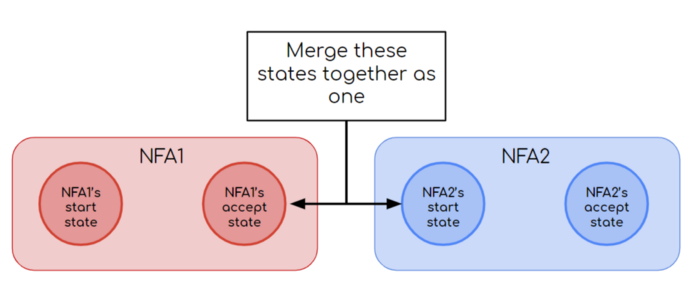 Merge these
states together as
one
NFA1
NFA2
NFA1's
start
state
NFA1's
accept
state
NFA2's
start
state
NFA2's
accept
state